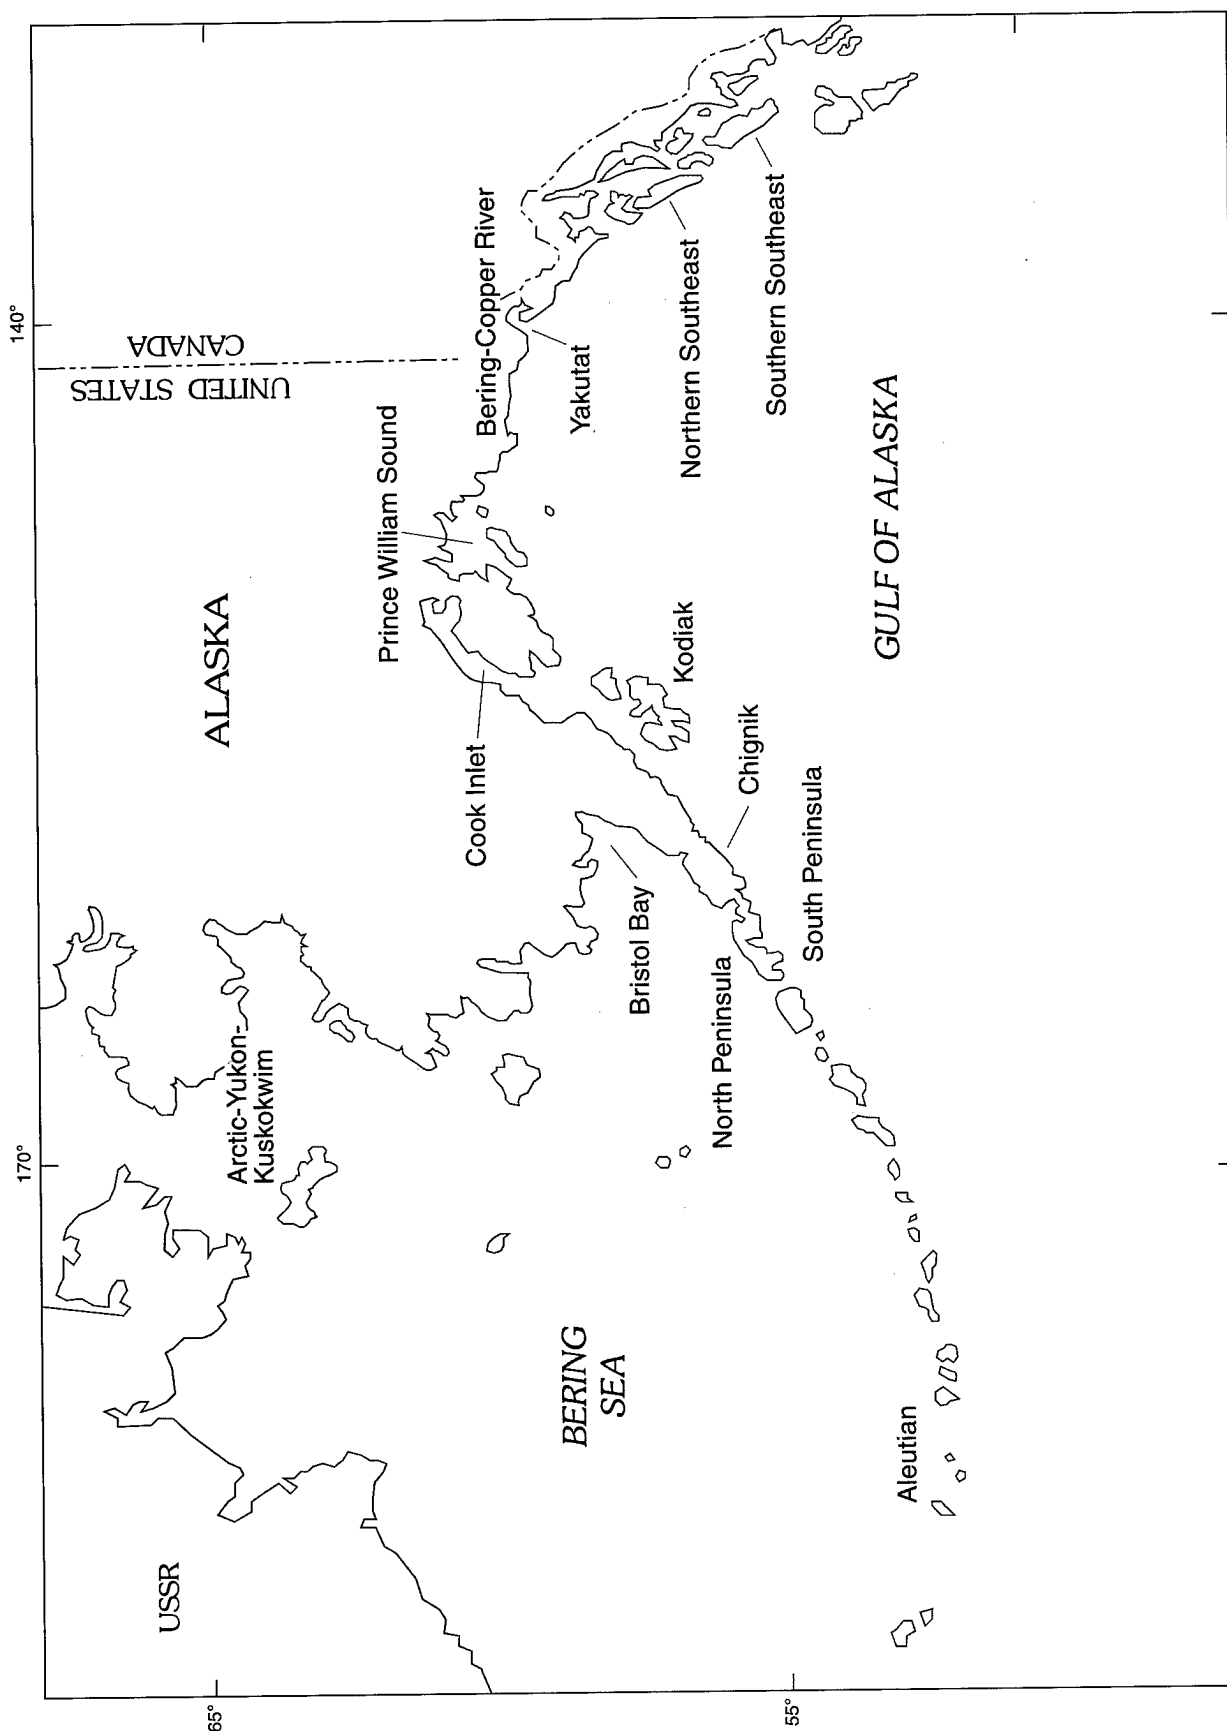 140°
170°
65°
55°
UNITED STATES
CANADA
USSR
ALASKA
Arctic-Yukon-
Kuskokwim
BERING
SEA
Prince William Sound
Bering-Copper River
Cook Inlet
Yakutat
Bristol Bay
Kodiak
Northern Southeast
North Peninsula
Chignik
Southern Southeast
South Peninsula
GULF OF ALASKA
Aleutian